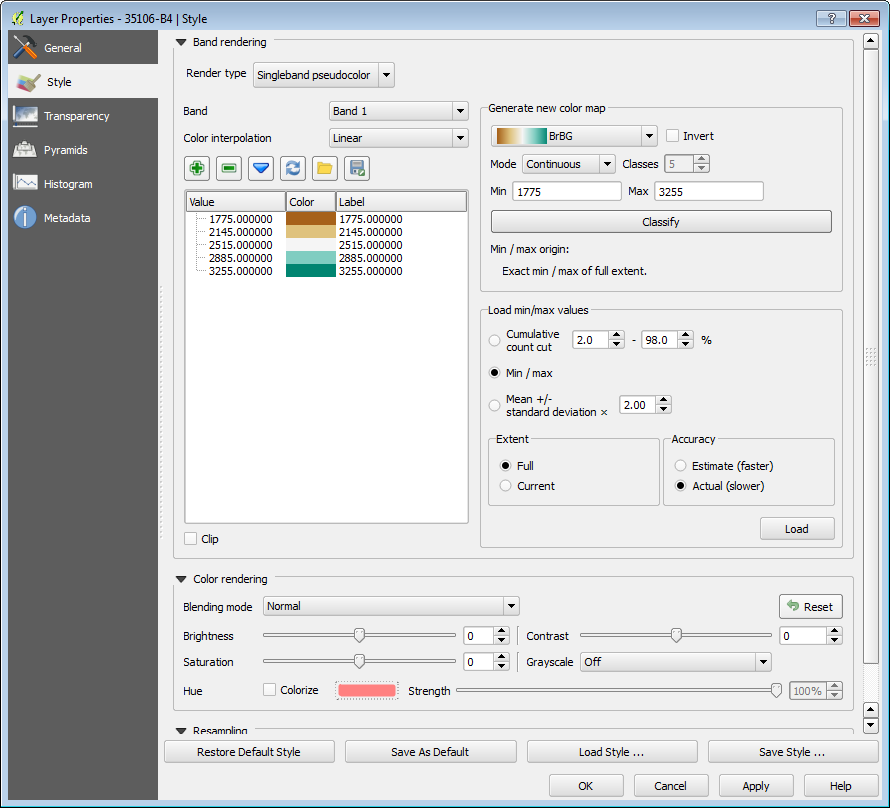 Layer Properties - 35106-B4 | Style
General
Style
Transparency
Pyramids
Histogram
Metadata
Band rendering
Render type Singleband pseudocolor
Band Band 1
Color interpolation Linear
Value Color Label
1775.000000 1775.000000
2145.000000 2145.000000
2515.000000 2515.000000
2885.000000 2885.000000
3255.000000 3255.000000
Clip
Generate new color map
BrBG Invert
Mode Continuous Classes 5
Min 1775 Max 3255
Classify
Min / max origin:
Exact min / max of full extent.
Load min/max values
Cumulative
count cut 2.0 - 98.0 %
Min / max
Mean +/-
standard deviation × 2.00
Extent
Full
Current
Accuracy
Estimate (faster)
Actual (slower)
Load
Color rendering
Blending mode Normal Reset
Brightness 0 Contrast 0
Saturation 0 Grayscale Off
Hue Colorize Strength 100%
Resampling
Restore Default Style Save As Default Load Style ... Save Style ...
OK Cancel Apply Help